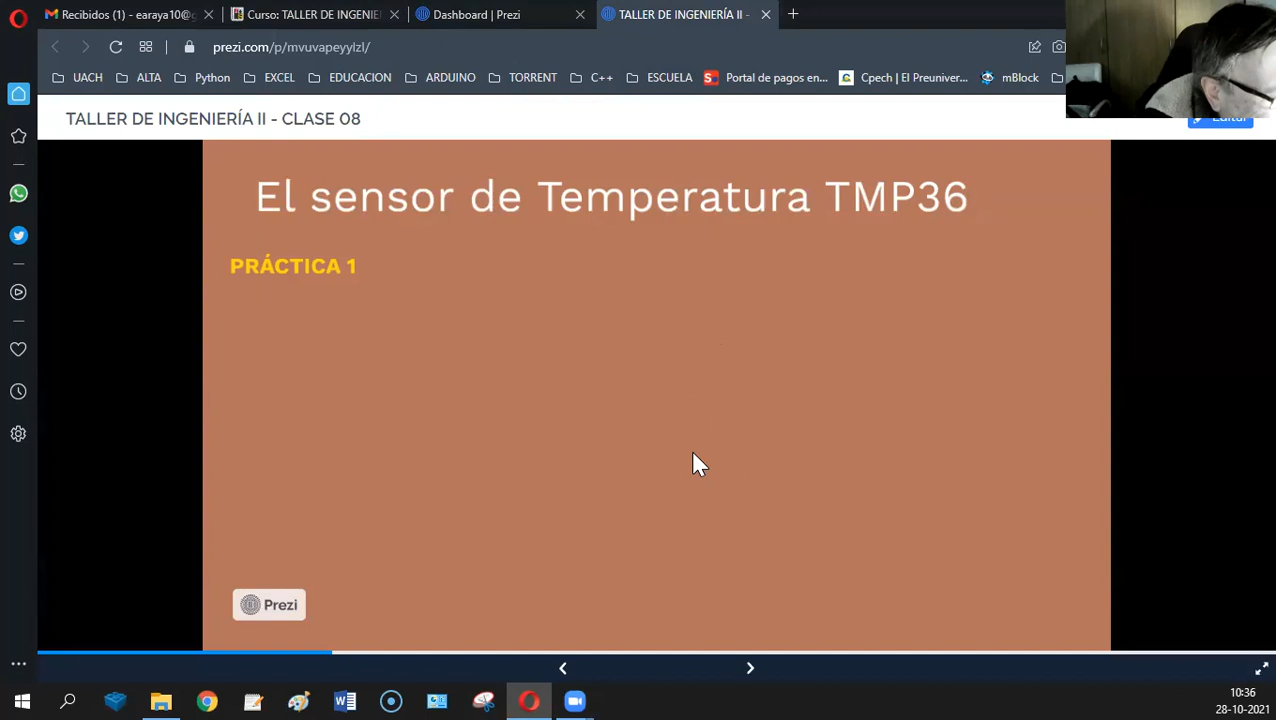 Recibidos (1) - earaya10@g
Curso: TALLER DE INGENIE
Dashboard | Prezi
TALLER DE INGENIERÍA II -
prezi.com/p/mvuvapeyylzl/
UACH
ALTA
Python
EXCEL
EDUCACION
ARDUINO
TORRENT
C++
ESCUELA
Portal de pagos en...
Cpech | El Preuniver...
mBlock
TALLER DE INGENIERÍA II - CLASE 08
Editar
El sensor de Temperatura TMP36
PRÁCTICA 1
Prezi
10:36
28-10-2021